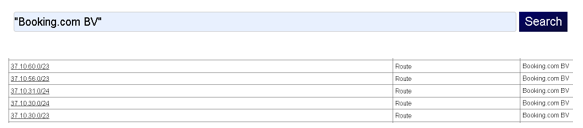 "Booking.com BV" Search
37.10.60.0/23 Route Booking.com BV
37.10.56.0/23 Route Booking.com BV
37.10.31.0/24 Route Booking.com BV
37.10.30.0/24 Route Booking.com BV
37.10.30.0/23 Route Booking.com BV